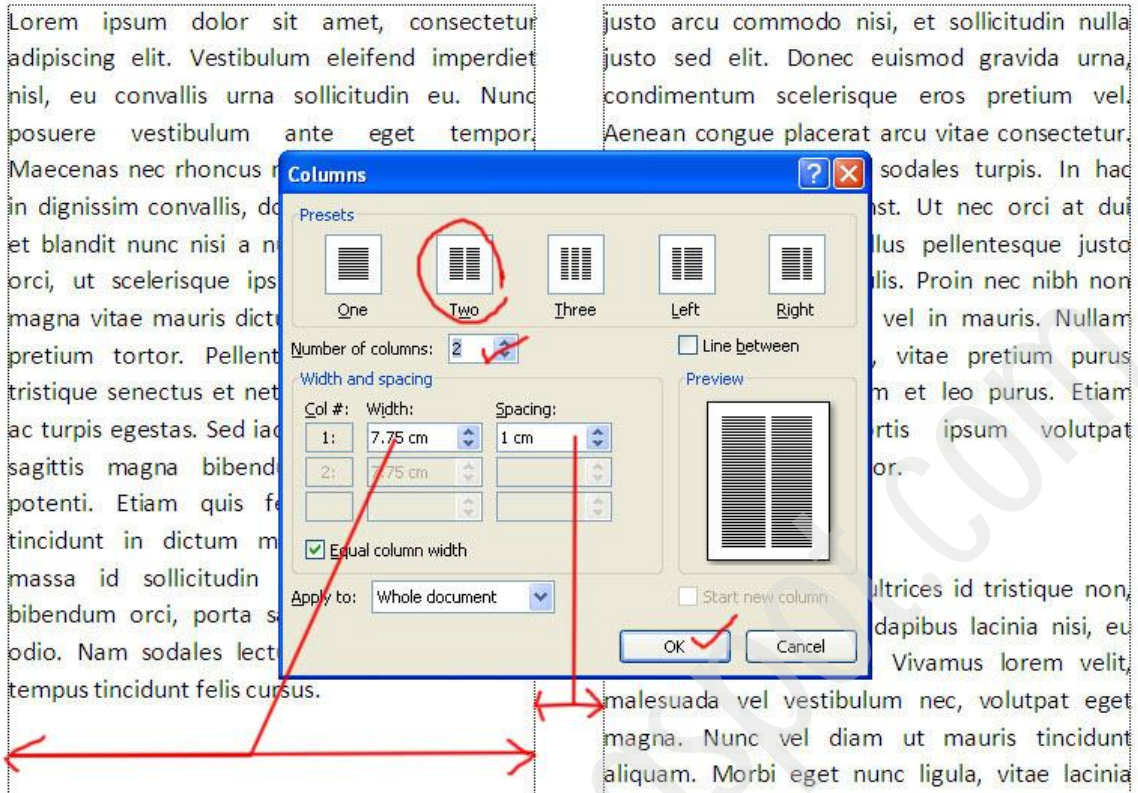 Lorem ipsum dolor sit amet, consectetur
adipiscing elit. Vestibulum eleifend imperdiet
nisl, eu convallis urna sollicitudin eu. Nunc
posuere vestibulum ante eget tempor.
Maecenas nec rhoncus
in dignissim convallis,
et blandit nunc nisi a
orci, ut scelerisque ips
magna vitae mauris dictu
pretium tortor. Pellent
tristique senectus et net
ac turpis egestas. Sed iac
sagittis magna bibend
potenti. Etiam quis fe
tincidunt in dictum m
massa id sollicitudin
bibendum orci, porta sa
odio. Nam sodales lectu
tempus tincidunt felis cursus.
Columns
Presets
One Two Three Left Right
Number of columns: 2
Line between
Width and spacing
Col #: Width: Spacing:
1: 7.75 cm 1 cm
2: 7.75 cm
Equal column width
Preview
Apply to: Whole document
Start new column
OK Cancel
justo arcu commodo nisi, et sollicitudin nulla
justo sed elit. Donec euismod gravida urna,
condimentum scelerisque eros pretium vel.
Aenean congue placerat arcu vitae consectetur.
sodales turpis. In hac
nst. Ut nec orci at dui
llus pellentesque justo
lis. Proin nec nibh non
vel in mauris. Nullam
, vitae pretium purus
m et leo purus. Etiam
rtis ipsum volutpat
or.
ultrices id tristique non,
dapibus lacinia nisi, eu
Vivamus lorem velit,
malesuada vel vestibulum nec, volutpat eget
magna. Nunc vel diam ut mauris tincidunt
aliquam. Morbi eget nunc ligula, vitae lacinia
spot.com